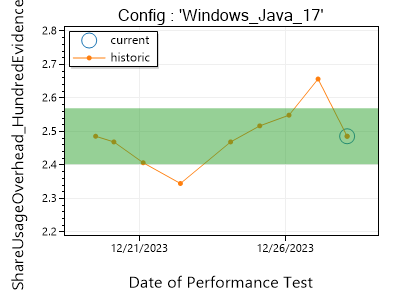 Config : 'Windows_Java_17'
current
historic
2.8
2.7
2.6
2.5
2.4
2.3
2.2
12/21/2023
12/26/2023
Date of Performance Test
ShareUsageOverhead_HundredEvidence